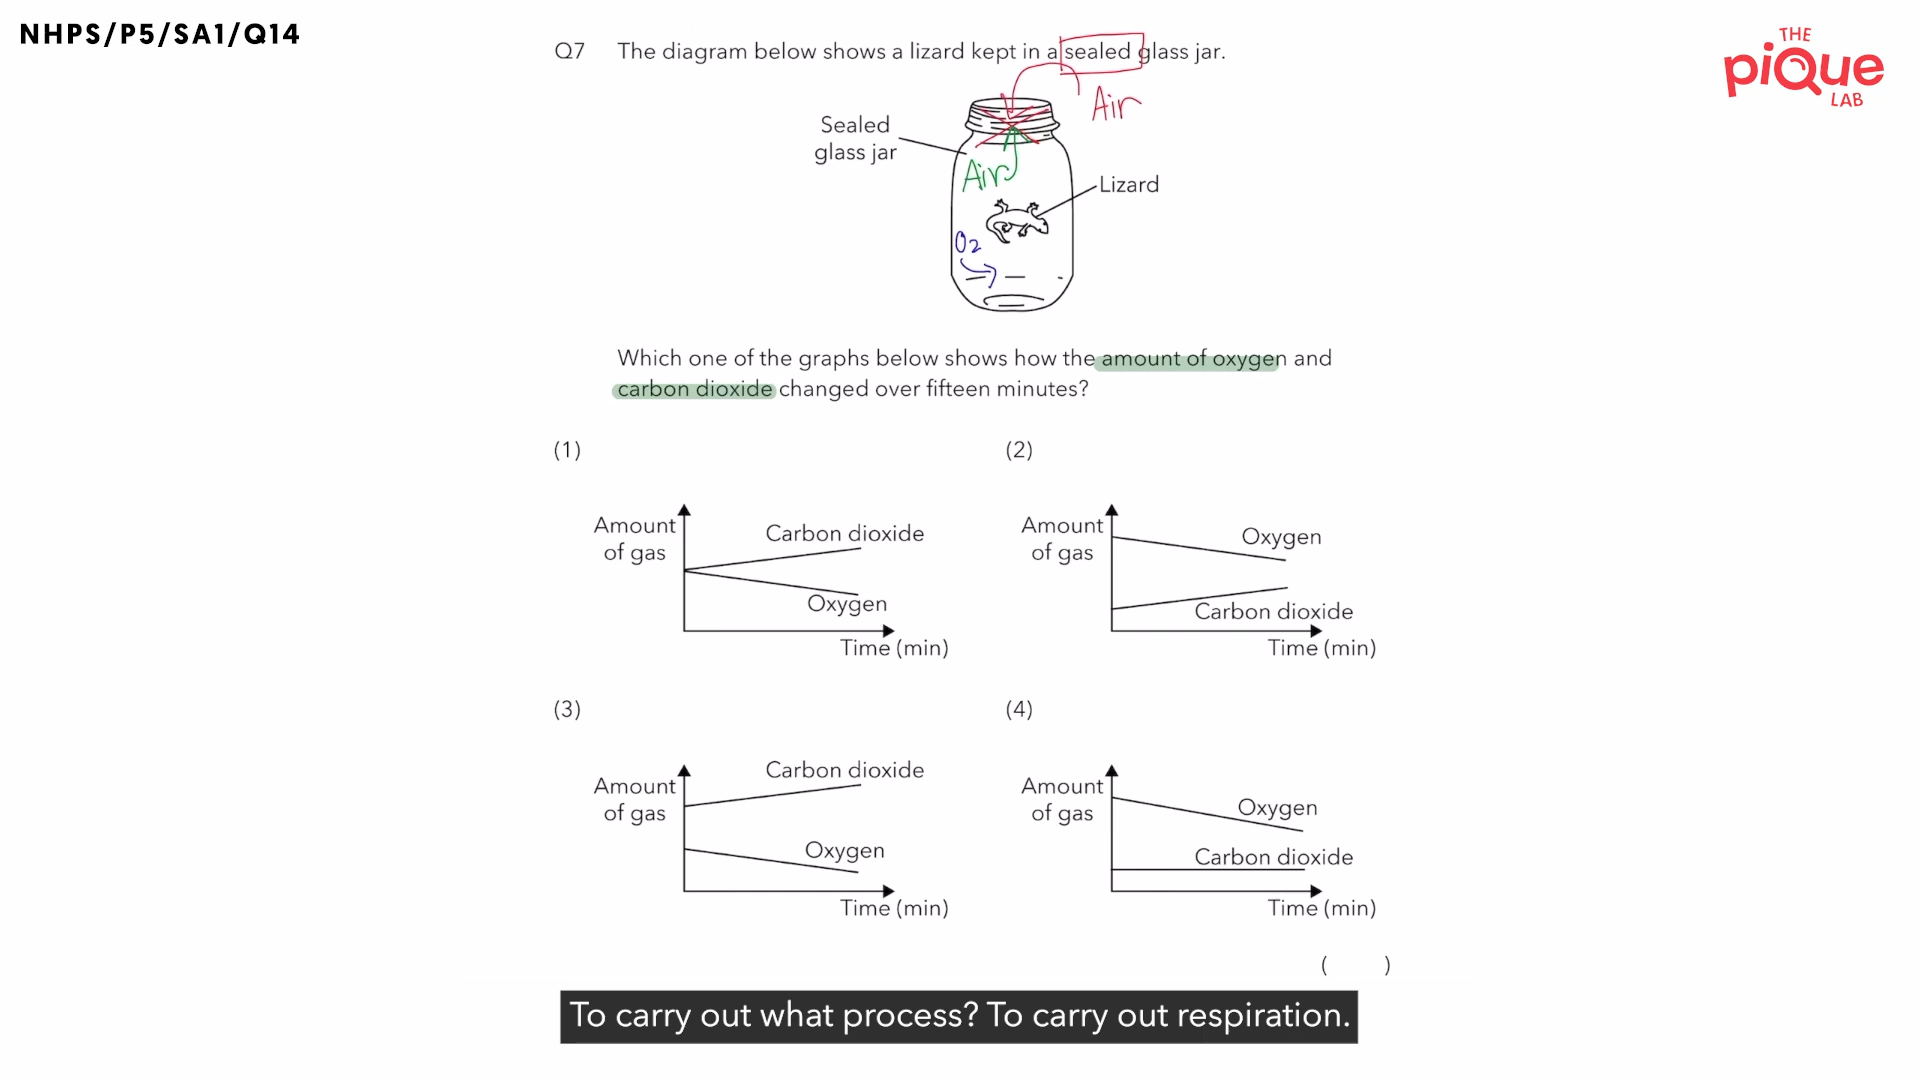 NHPS/P5/SA1/Q14
THE
piQue
LAB
Q7 The diagram below shows a lizard kept in a sealed glass jar.
Air
Sealed
glass jar
Air
Lizard
O2
Which one of the graphs below shows how the amount of oxygen and
carbon dioxide changed over fifteen minutes?
(1)
Amount
of gas
Carbon dioxide
Oxygen
Time (min)
(2)
Amount
of gas
Oxygen
Carbon dioxide
Time (min)
(3)
Amount
of gas
Carbon dioxide
Oxygen
Time (min)
(4)
Amount
of gas
Oxygen
Carbon dioxide
Time (min)
( )
To carry out what process? To carry out respiration.